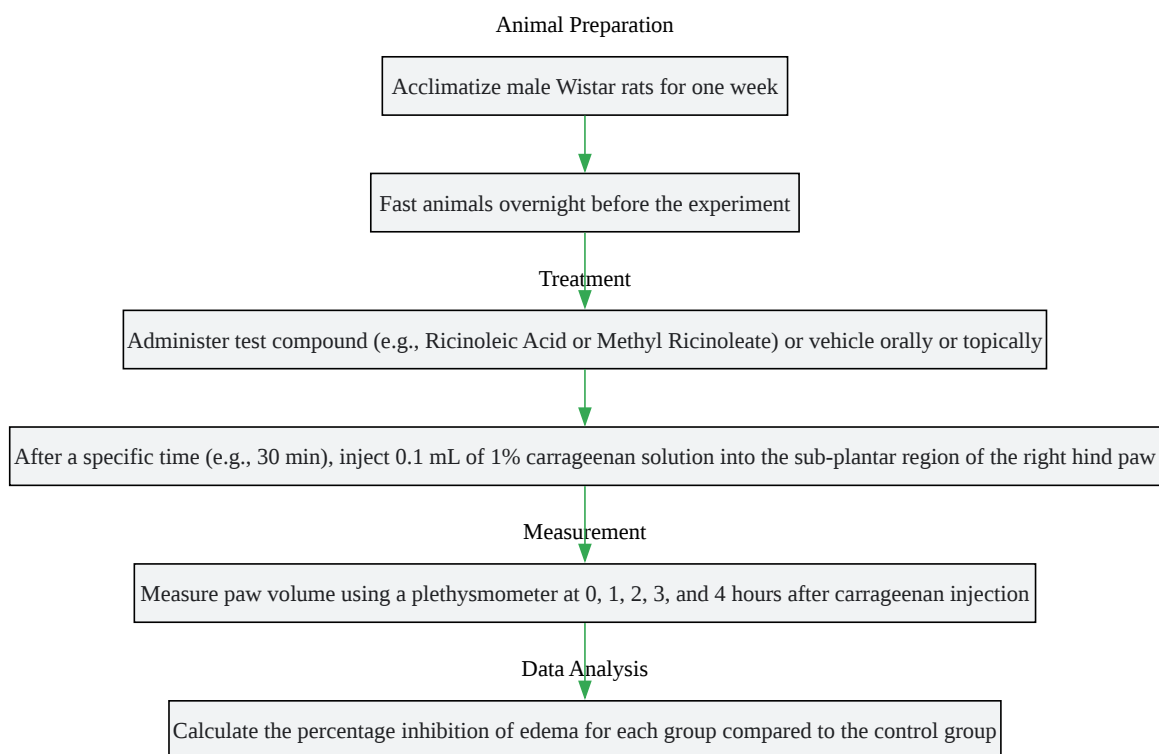 Animal Preparation
Acclimatize male Wistar rats for one week
Fast animals overnight before the experiment
Treatment
Administer test compound (e.g., Ricinoleic Acid or Methyl Ricinoleate) or vehicle orally or topically
After a specific time (e.g., 30 min), inject 0.1 mL of 1% carrageenan solution into the sub-plantar region of the right hind paw
Measurement
Measure paw volume using a plethysmometer at 0, 1, 2, 3, and 4 hours after carrageenan injection
Data Analysis
Calculate the percentage inhibition of edema for each group compared to the control group